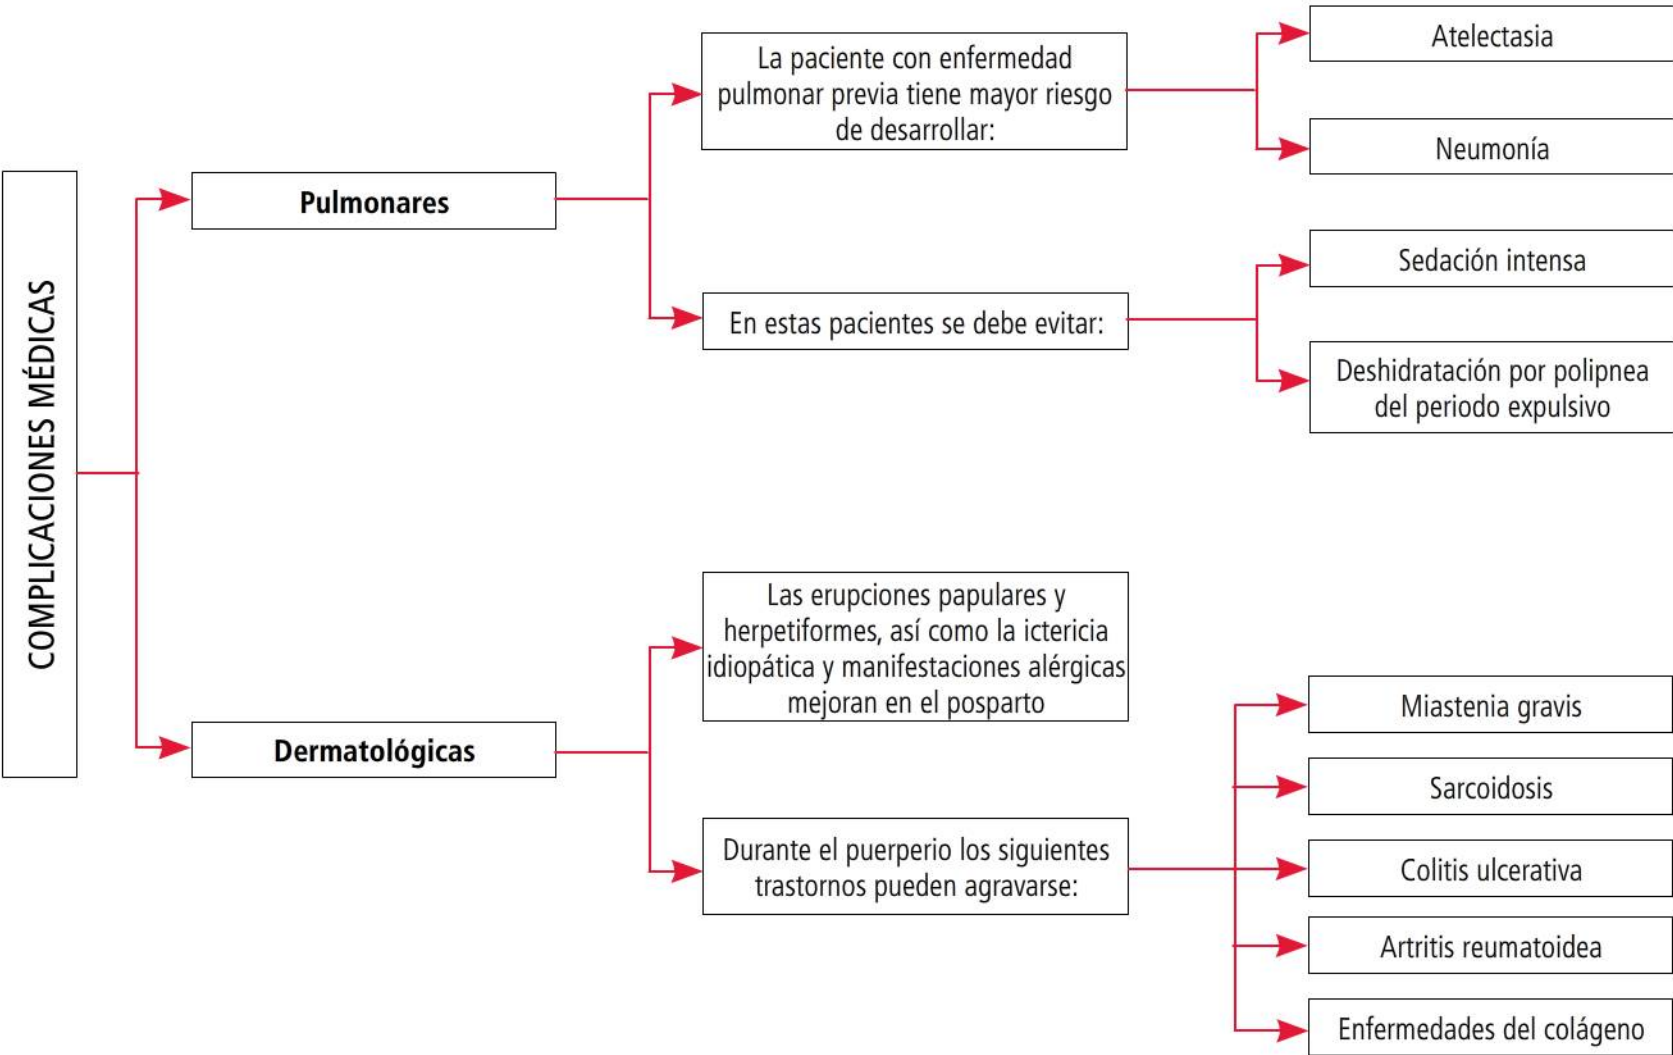 COMPLICACIONES MÉDICAS
Pulmonares
La paciente con enfermedad
pulmonar previa tiene mayor riesgo
de desarrollar:
Atelectasia
Neumonía
En estas pacientes se debe evitar:
Sedación intensa
Deshidratación por polipnea
del periodo expulsivo
Dermatológicas
Las erupciones papulares y
herpetiformes, así como la ictericia
idiopática y manifestaciones alérgicas
mejoran en el posparto
Durante el puerperio los siguientes
trastornos pueden agravarse:
Miastenia gravis
Sarcoidosis
Colitis ulcerativa
Artritis reumatoidea
Enfermedades del colágeno